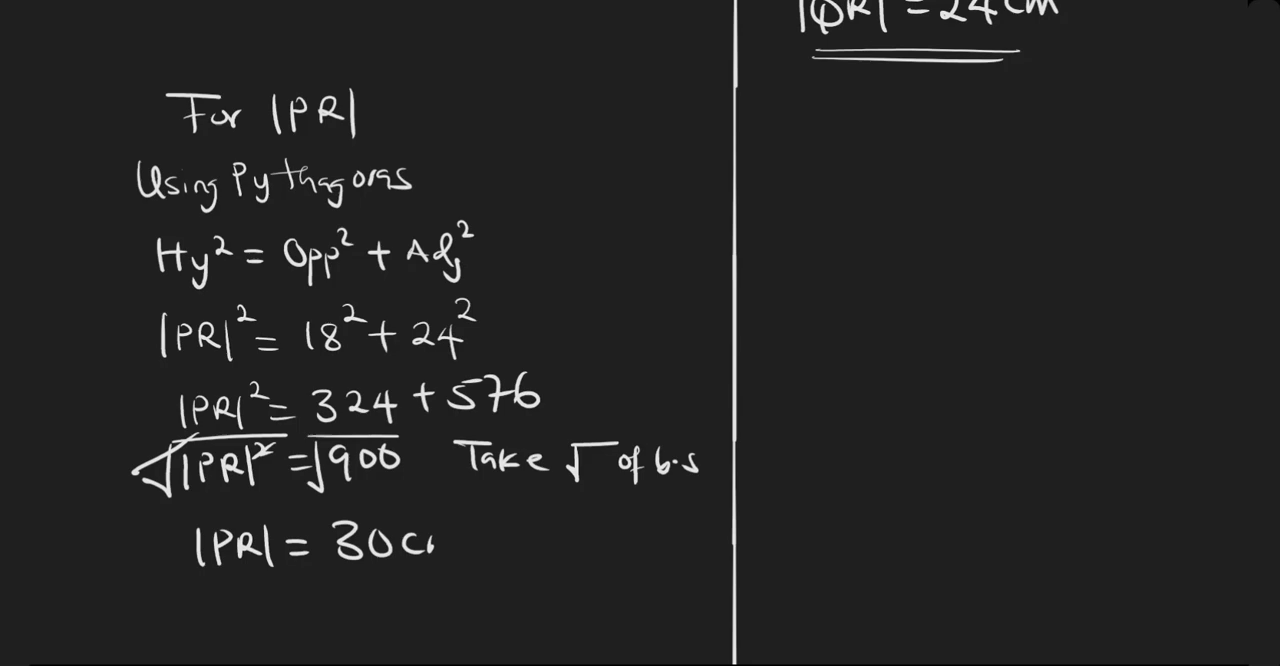 For |PR|
Using Pythagoras
Hy² = Opp² + Adj²
|PR|² = 18² + 24²
|PR|² = 324 + 576
√|PR|² = √900 Take √ of b.s
|PR| = 30c
|QR| = 24cm